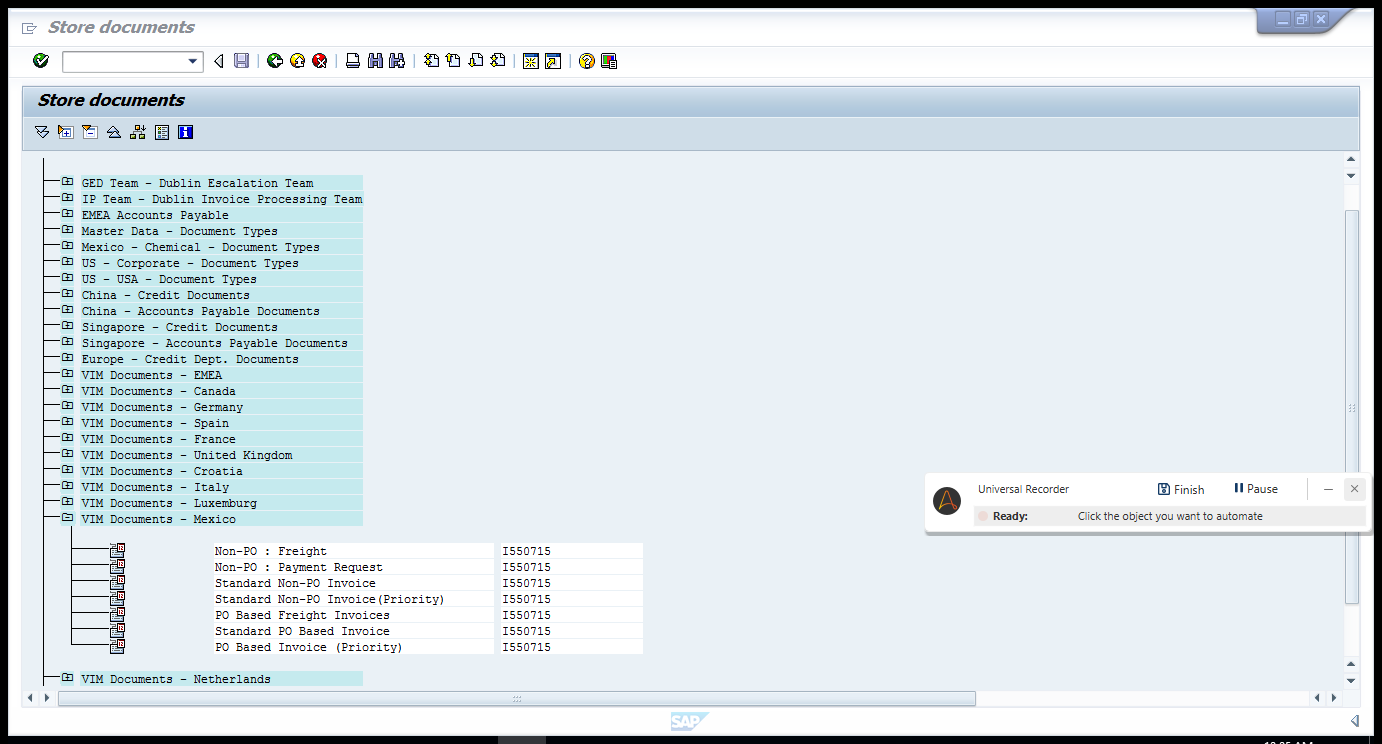 Store documents
Store documents
GED Team - Dublin Escalation Team
IP Team - Dublin Invoice Processing Team
EMEA Accounts Payable
Master Data - Document Types
Mexico - Chemical - Document Types
US - Corporate - Document Types
US - USA - Document Types
China - Credit Documents
China - Accounts Payable Documents
Singapore - Credit Documents
Singapore - Accounts Payable Documents
Europe - Credit Dept. Documents
VIM Documents - EMEA
VIM Documents - Canada
VIM Documents - Germany
VIM Documents - Spain
VIM Documents - France
VIM Documents - United Kingdom
VIM Documents - Croatia
VIM Documents - Italy
VIM Documents - Luxemburg
VIM Documents - Mexico
Non-PO : Freight I550715
Non-PO : Payment Request I550715
Standard Non-PO Invoice I550715
Standard Non-PO Invoice(Priority) I550715
PO Based Freight Invoices I550715
Standard PO Based Invoice I550715
PO Based Invoice (Priority) I550715
VIM Documents - Netherlands
Universal Recorder Finish Pause
Ready: Click the object you want to automate
SAP